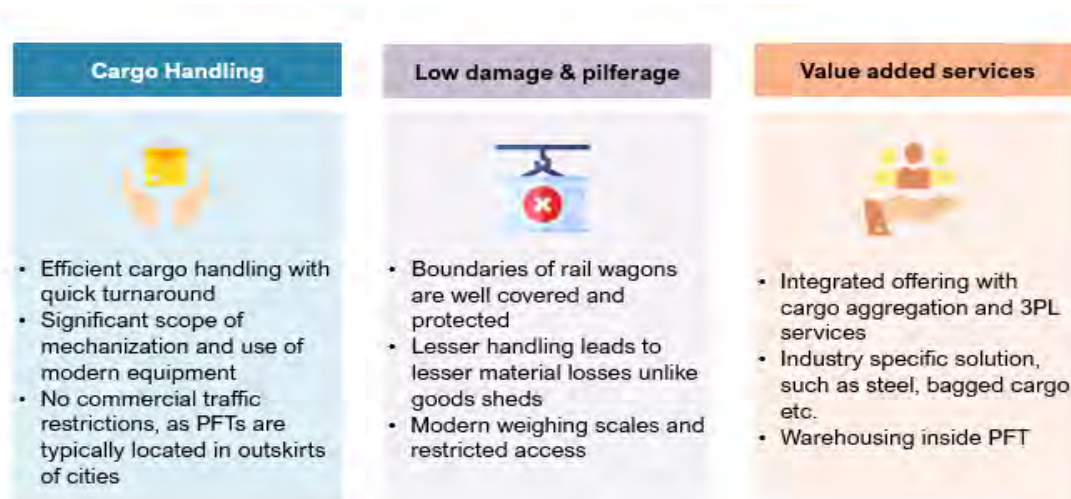 Cargo Handling
• Efficient cargo handling with
quick turnaround
• Significant scope of
mechanization and use of
modern equipment
• No commercial traffic
restrictions, as PFTs are
typically located in outskirts
of cities
Low damage & pilferage
• Boundaries of rail wagons
are well covered and
protected
• Lesser handling leads to
lesser material losses unlike
goods sheds
• Modern weighing scales and
restricted access
Value added services
• Integrated offering with
cargo aggregation and 3PL
services
• Industry specific solution,
such as steel, bagged cargo
etc.
• Warehousing inside PFT